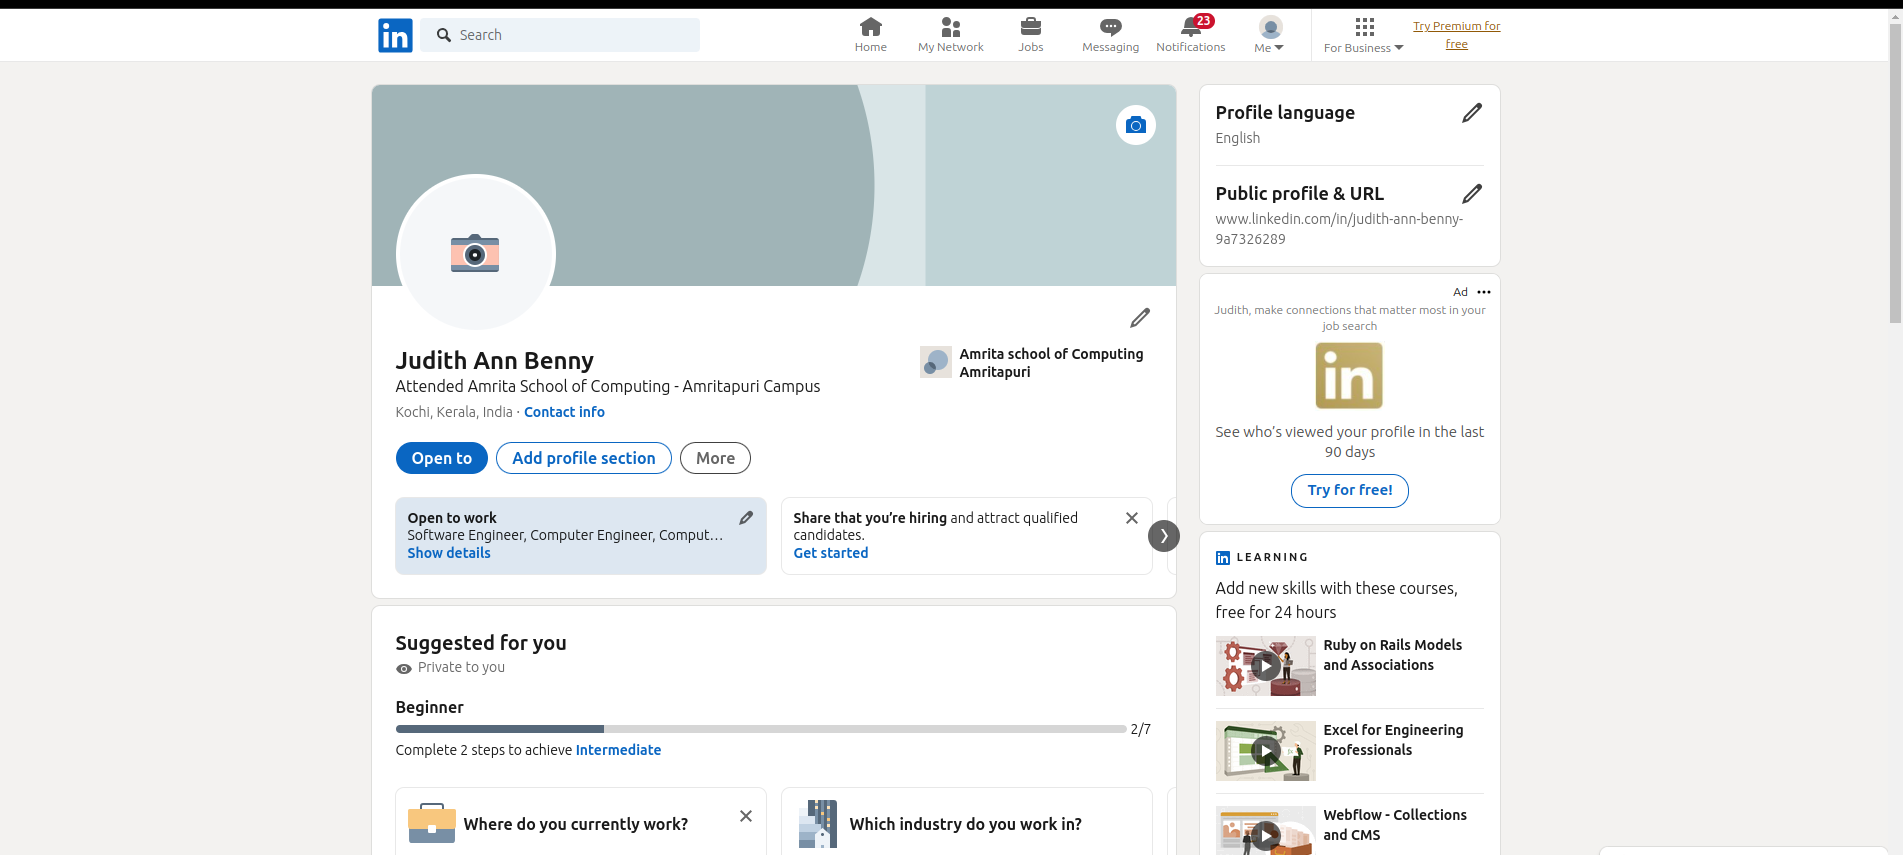 in
Search
Home
My Network
Jobs
Messaging
23
Notifications
Me
For Business
Try Premium for
free
Judith Ann Benny
Attended Amrita School of Computing - Amritapuri Campus
Kochi, Kerala, India · Contact info
Amrita school of Computing
Amritapuri
Open to
Add profile section
More
Open to work
Software Engineer, Computer Engineer, Comput…
Show details
Share that you're hiring and attract qualified
candidates.
Get started
Suggested for you
Private to you
Beginner
2/7
Complete 2 steps to achieve Intermediate
Where do you currently work?
Which industry do you work in?
Profile language
English
Public profile & URL
www.linkedin.com/in/judith-ann-benny-
9a7326289
Ad
Judith, make connections that matter most in your
job search
in
See who's viewed your profile in the last
90 days
Try for free!
in LEARNING
Add new skills with these courses,
free for 24 hours
Ruby on Rails Models
and Associations
Excel for Engineering
Professionals
Webflow - Collections
and CMS